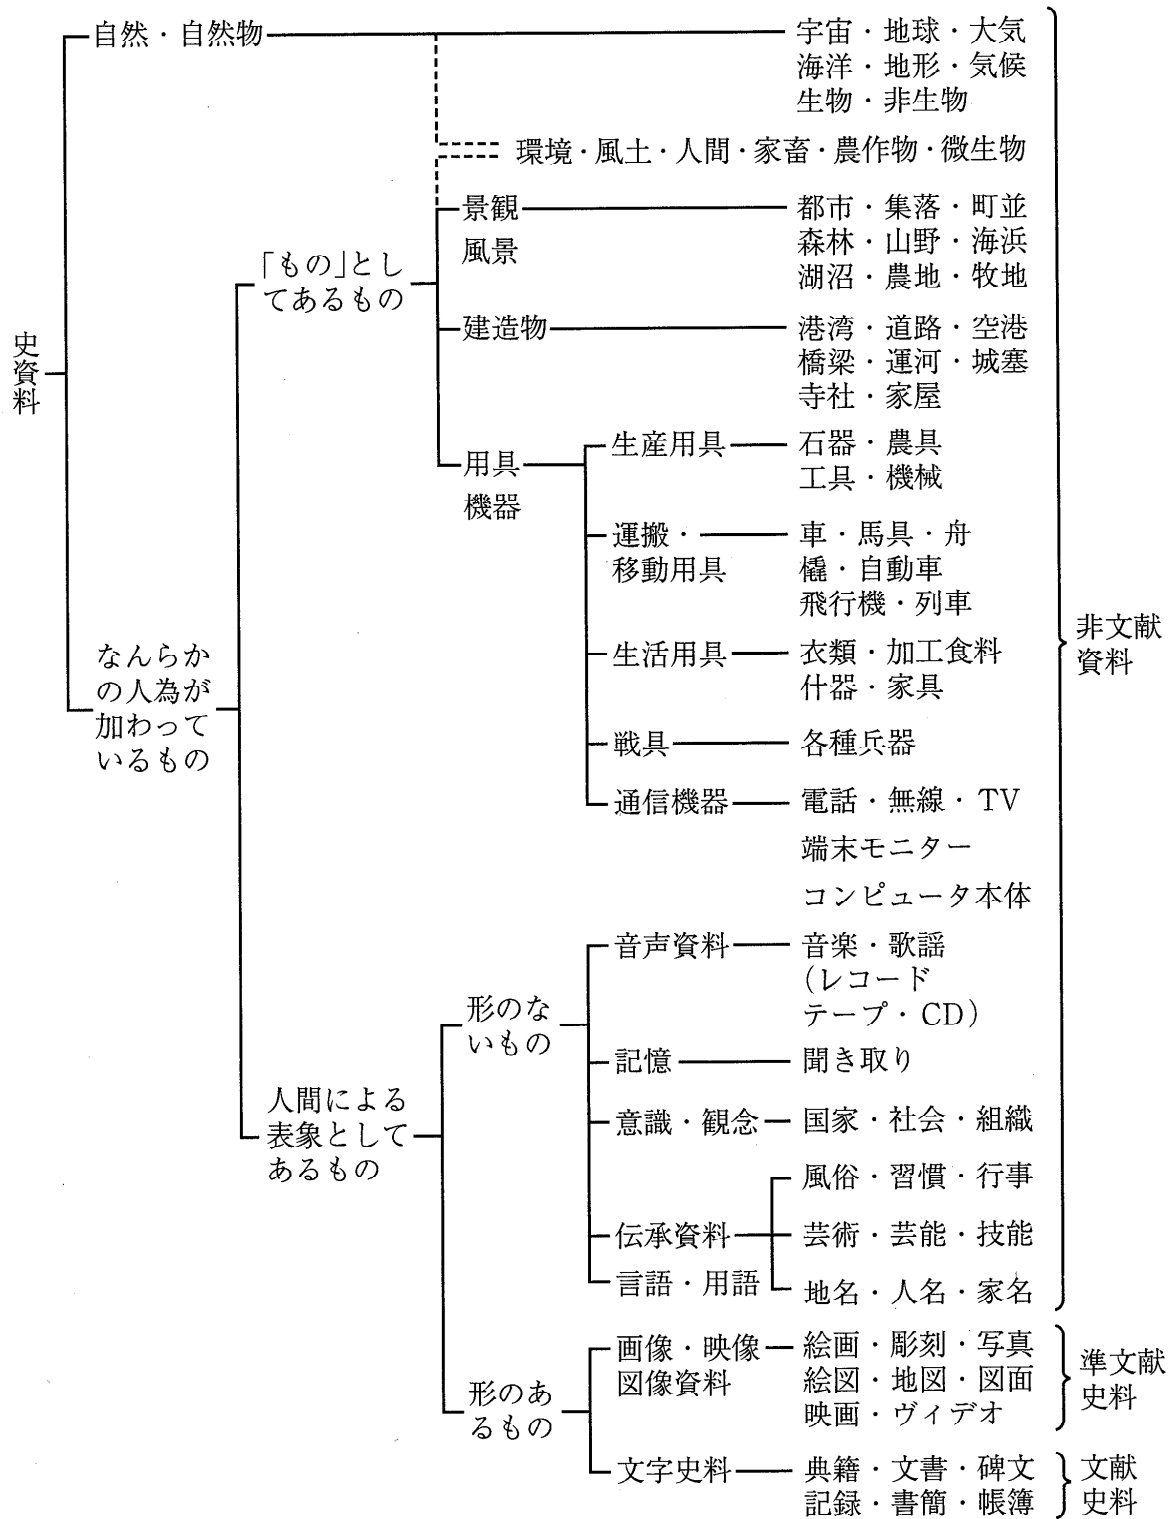 史資料
自然・自然物
宇宙・地球・大気
海洋・地形・気候
生物・非生物
環境・風土・人間・家畜・農作物・微生物
なんらか
の人為が
加わって
いるもの
「もの」とし
てあるもの
景観
風景
都市・集落・町並
森林・山野・海浜
湖沼・農地・牧地
建造物
港湾・道路・空港
橋梁・運河・城塞
寺社・家屋
用具
機器
生産用具
石器・農具
工具・機械
運搬・
移動用具
車・馬具・舟
橇・自動車
飛行機・列車
生活用具
衣類・加工食料
什器・家具
戦具
各種兵器
通信機器
電話・無線・TV
端末モニター
コンピュータ本体
人間による
表象として
あるもの
形のな
いもの
音声資料
音楽・歌謡
(レコード
テープ・CD)
記憶
聞き取り
意識・観念
国家・社会・組織
伝承資料
風俗・習慣・行事
芸術・芸能・技能
言語・用語
地名・人名・家名
形のあ
るもの
画像・映像
図像資料
絵画・彫刻・写真
絵図・地図・図面
映画・ヴィデオ
文字史料
典籍・文書・碑文
記録・書簡・帳簿
非文献
資料
準文献
史料
文献
史料